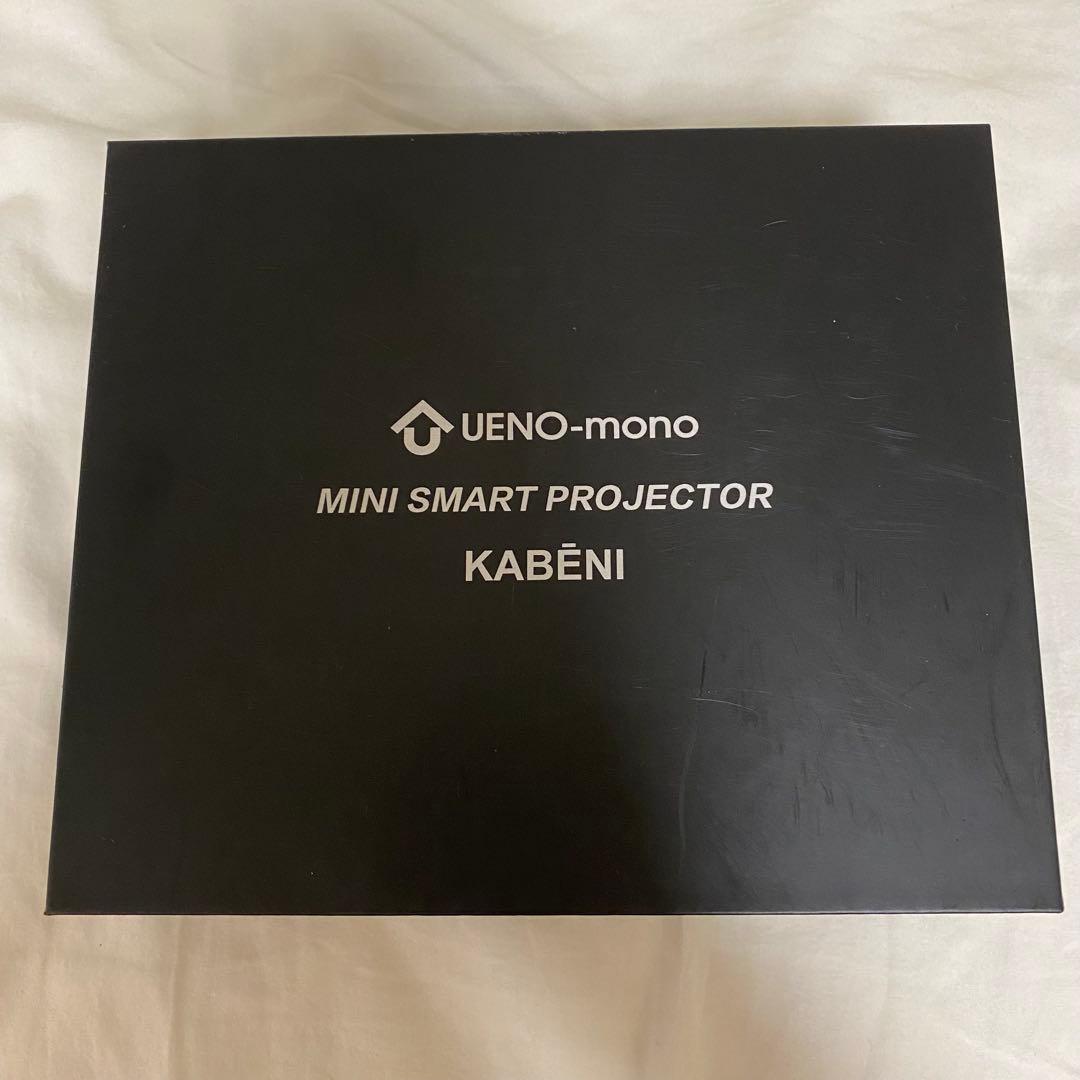 UENO-mono
MINI SMART PROJECTOR
KABĒNI